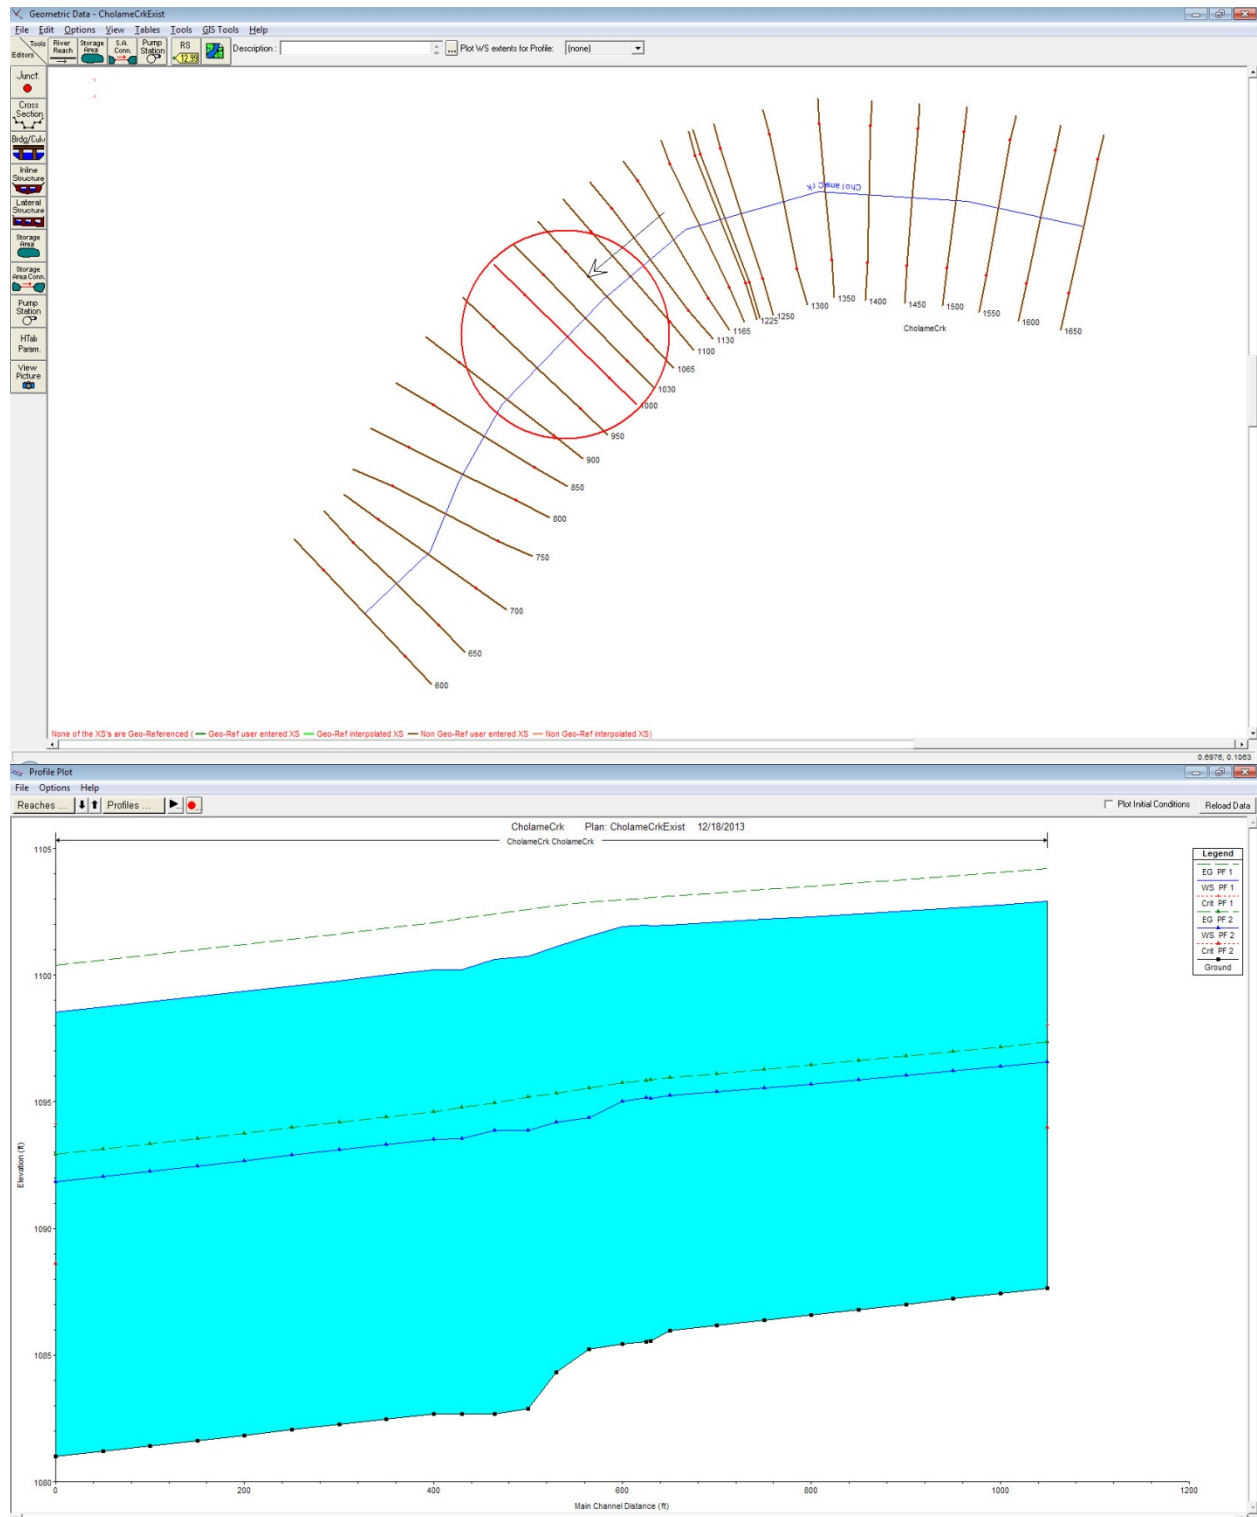 Geometric Data - CholameCrkExist
File Edit Options View Tables Tools GIS Tools Help
Tools
Editors
River
Reach
Storage
Area
S.A.
Conn.
Pump
Station
RS
12.99
Description :
...
Plot WS extents for Profile:
(none)
Junct.
Cross
Section
Brdg/Culv
Inline
Structure
Lateral
Structure
Storage
Area
Storage
Area Conn.
Pump
Station
HTab
Param.
View
Picture
CholameCrk
1650
1600
1550
1500
1450
1400
1350
1300
1250
1225
1165
1130
1100
1065
1030
1000
950
900
850
800
750
700
650
600
CholameCrk
None of the XS's are Geo-Referenced ( Geo-Ref user entered XS Geo-Ref interpolated XS Non Geo-Ref user entered XS Non Geo-Ref interpolated XS)
0.6976, 0.1063
Profile Plot
File Options Help
Reaches ... Profiles ...
Plot Initial Conditions
Reload Data
CholameCrk Plan: CholameCrkExist 12/18/2013
CholameCrk CholameCrk
Legend
EG PF 1
WS PF 1
Crit PF 1
EG PF 2
WS PF 2
Crit PF 2
Ground
1105
1100
1095
1090
1085
1080
Elevation (ft)
0 200 400 600 800 1000 1200
Main Channel Distance (ft)